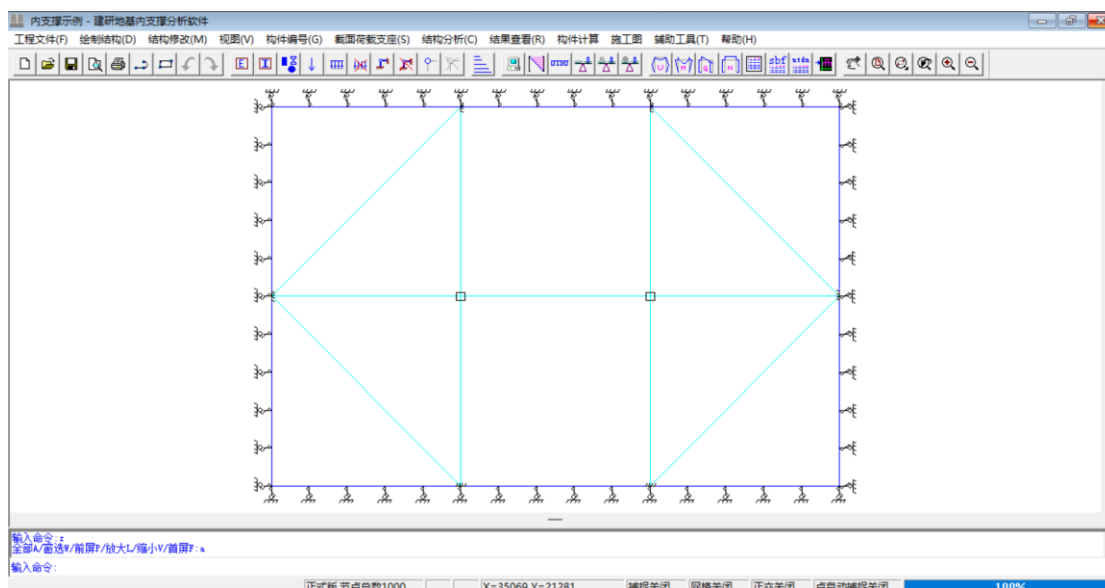 内支撑示例 - 建研地基内支撑分析软件
工程文件(F) 绘制结构(D) 结构修改(M) 视图(V) 构件编号(G) 截面荷载支座(S) 结构分析(C) 结果查看(R) 构件计算 施工图 辅助工具(T) 帮助(H)
sbf
输入命令:z
全部A/窗选W/前屏P/放大L/缩小V/首屏F:a
输入命令:
正式版 节点总数1000 X=35069 Y=21281 捕捉关闭 网格关闭 正交关闭 点自动捕捉关闭 100%